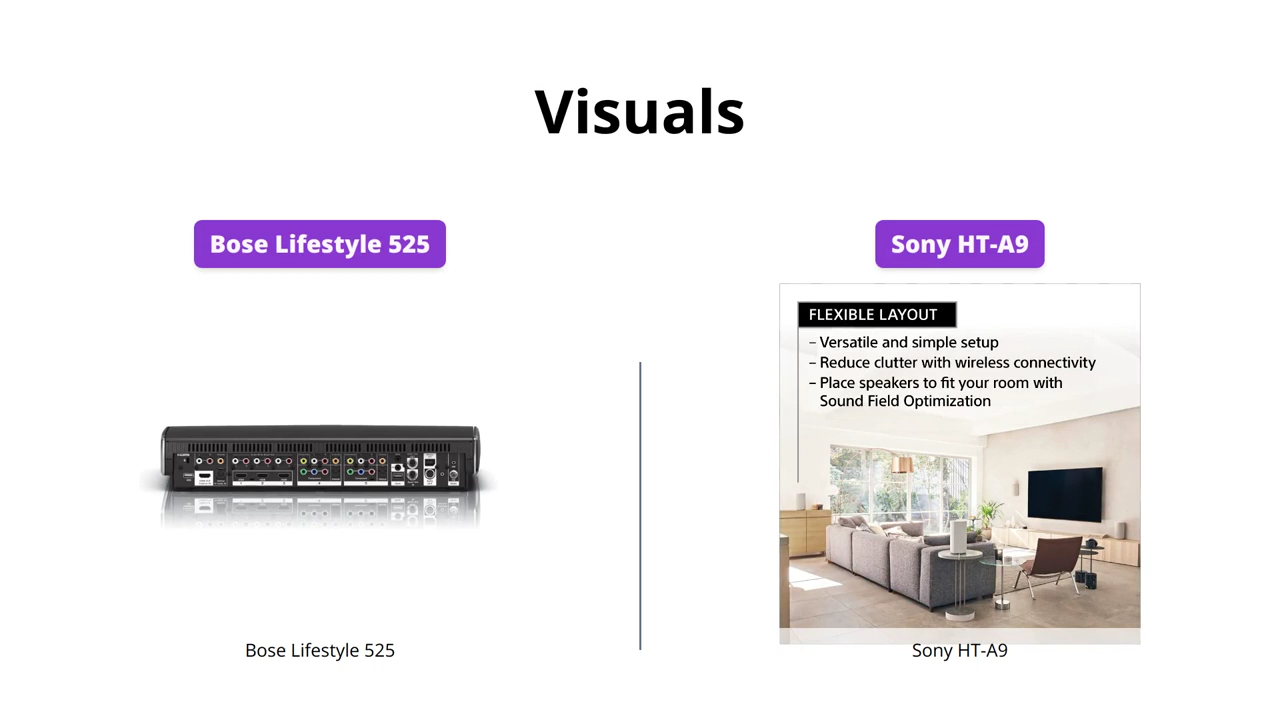 Visuals
Bose Lifestyle 525
Sony HT-A9
FLEXIBLE LAYOUT
– Versatile and simple setup
– Reduce clutter with wireless connectivity
– Place speakers to fit your room with
Sound Field Optimization
Bose Lifestyle 525
Sony HT-A9